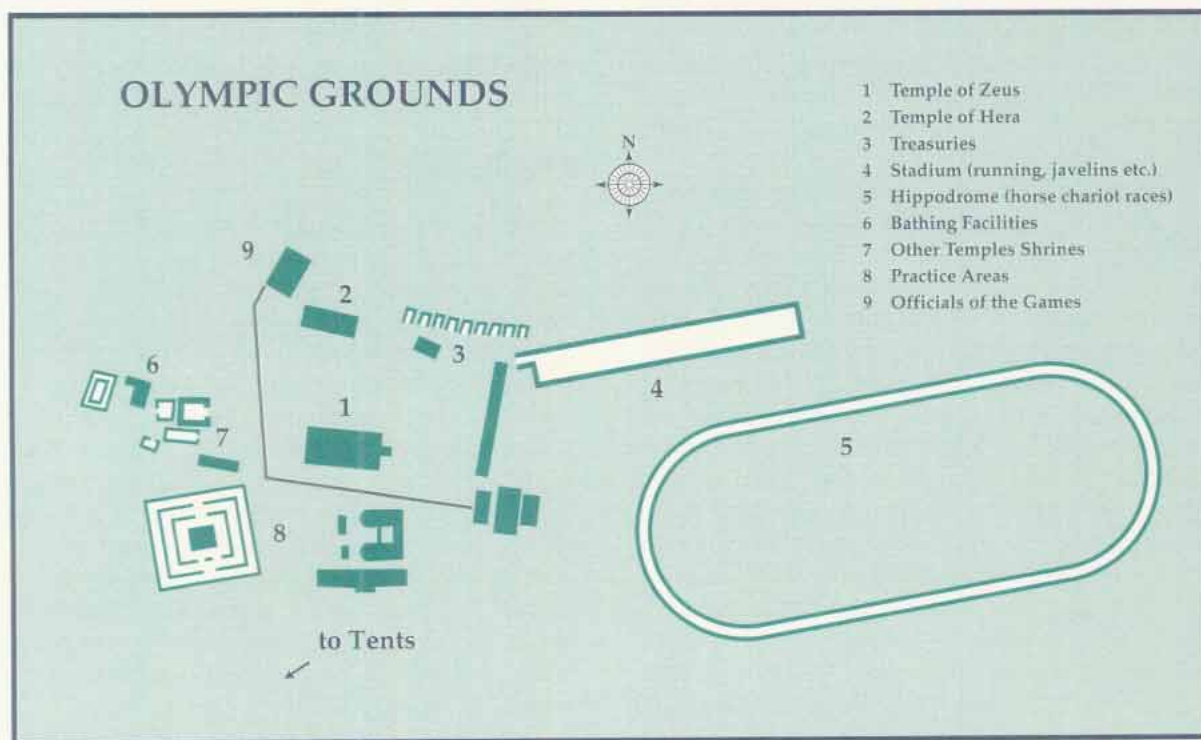 OLYMPIC GROUNDS
N
1 Temple of Zeus
2 Temple of Hera
3 Treasuries
4 Stadium (running, javelins etc.)
5 Hippodrome (horse chariot races)
6 Bathing Facilities
7 Other Temples Shrines
8 Practice Areas
9 Officials of the Games
9
2
3
6
1
4
7
5
8
to Tents